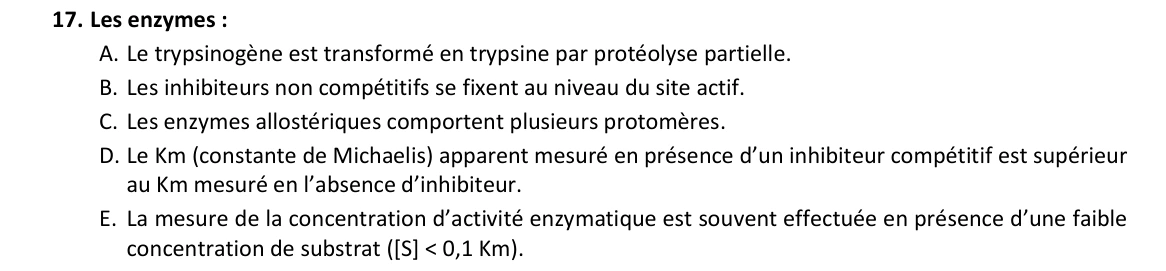 17. Les enzymes :
A. Le trypsinogène est transformé en trypsine par protéolyse partielle.
B. Les inhibiteurs non compétitifs se fixent au niveau du site actif.
C. Les enzymes allostériques comportent plusieurs protomères.
D. Le Km (constante de Michaelis) apparent mesuré en présence d’un inhibiteur compétitif est supérieur
au Km mesuré en l’absence d’inhibiteur.
E. La mesure de la concentration d’activité enzymatique est souvent effectuée en présence d’une faible
concentration de substrat ([S] < 0,1 Km).